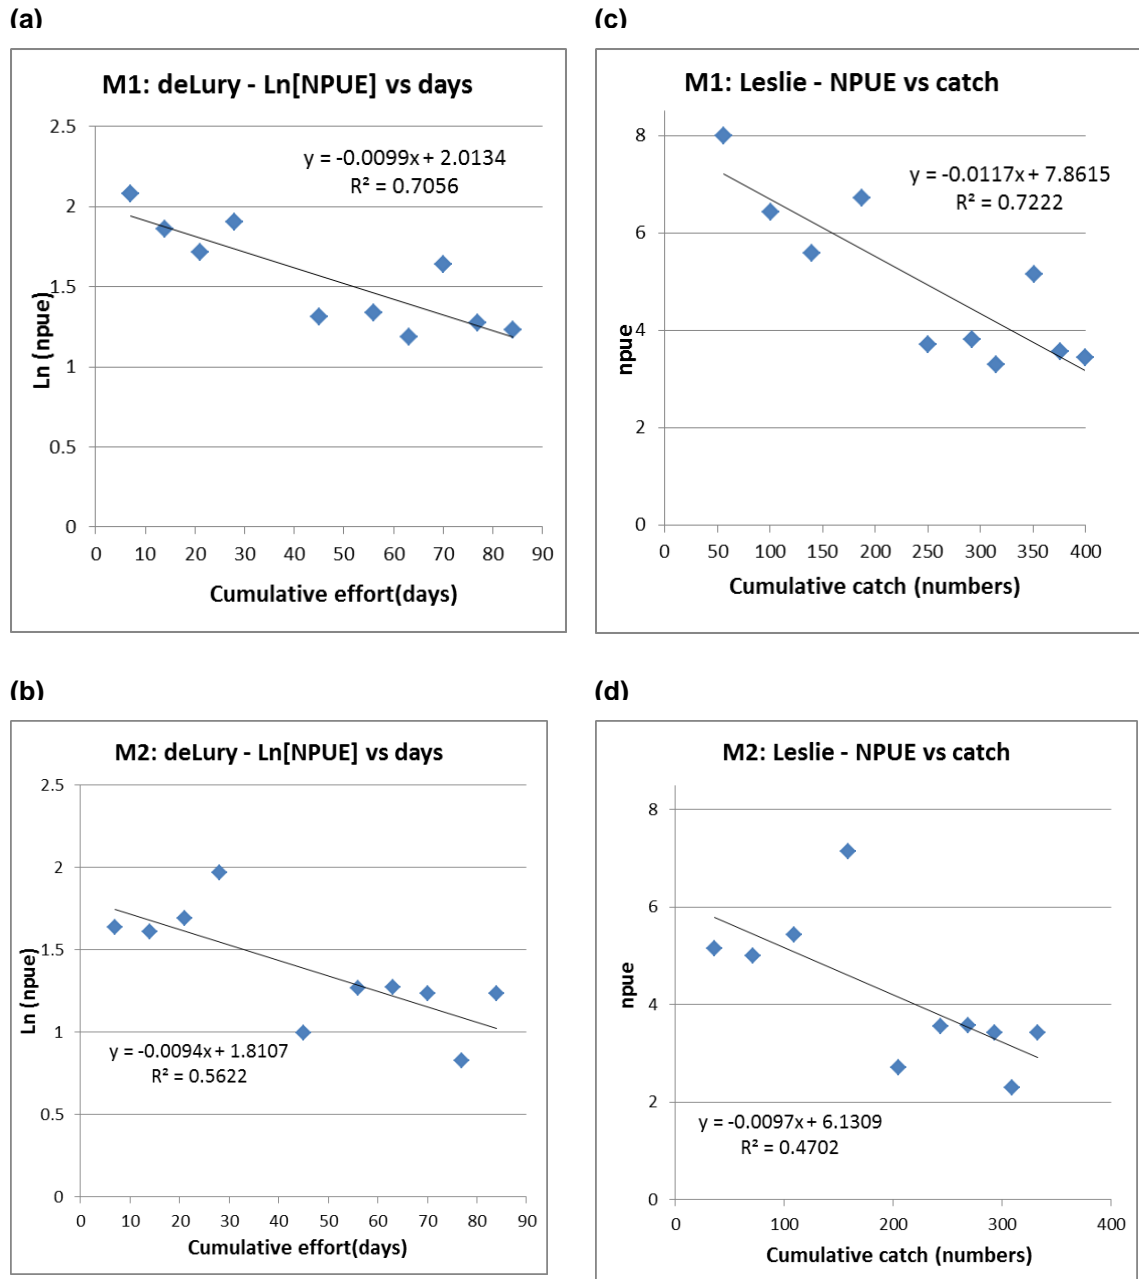 (a)
M1: deLury - Ln[NPUE] vs days
2.5
2
1.5
1
0.5
0
Ln (npue)
y = -0.0099x + 2.0134
R² = 0.7056
0 10 20 30 40 50 60 70 80 90
Cumulative effort(days)
(c)
M1: Leslie - NPUE vs catch
8
6
4
2
0
npue
y = -0.0117x + 7.8615
R² = 0.7222
0 50 100 150 200 250 300 350 400
Cumulative catch (numbers)
(b)
M2: deLury - Ln[NPUE] vs days
2.5
2
1.5
1
0.5
0
Ln (npue)
y = -0.0094x + 1.8107
R² = 0.5622
0 10 20 30 40 50 60 70 80 90
Cumulative effort(days)
(d)
M2: Leslie - NPUE vs catch
8
6
4
2
0
npue
y = -0.0097x + 6.1309
R² = 0.4702
0 100 200 300 400
Cumulative catch (numbers)